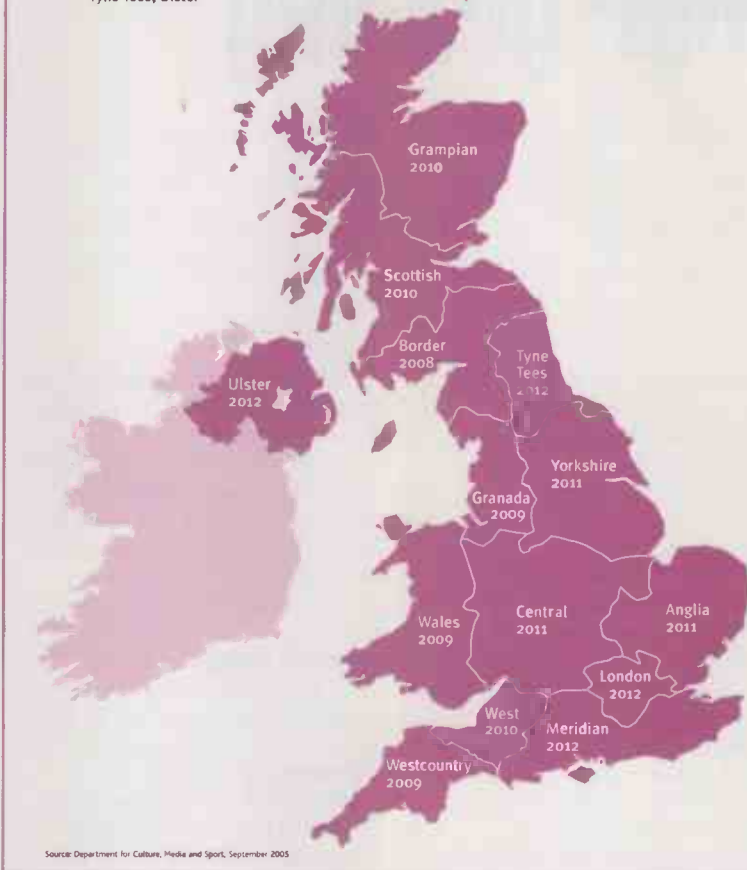 Tyne Tees, Ulster
Grampian
2010
Scottish
2010
Border
2008
Tyne
Tees
2012
Ulster
2012
Yorkshire
2011
Granada
2009
Wales
2009
Central
2011
Anglia
2011
London
2012
West
2010
Meridian
2012
Westcountry
2009
Source: Department for Culture, Media and Sport, September 2005